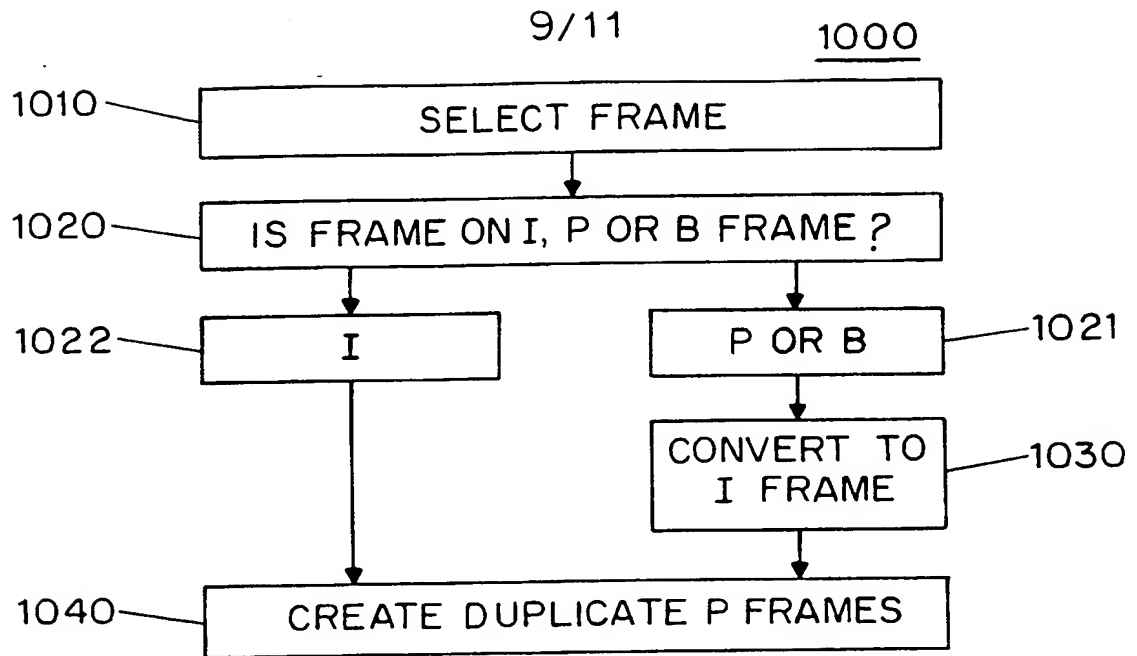 9/11
1000
1010
SELECT FRAME
1020
IS FRAME ON I, P OR B FRAME?
1022
I
P OR B
1021
CONVERT TO
I FRAME
1030
1040
CREATE DUPLICATE P FRAMES